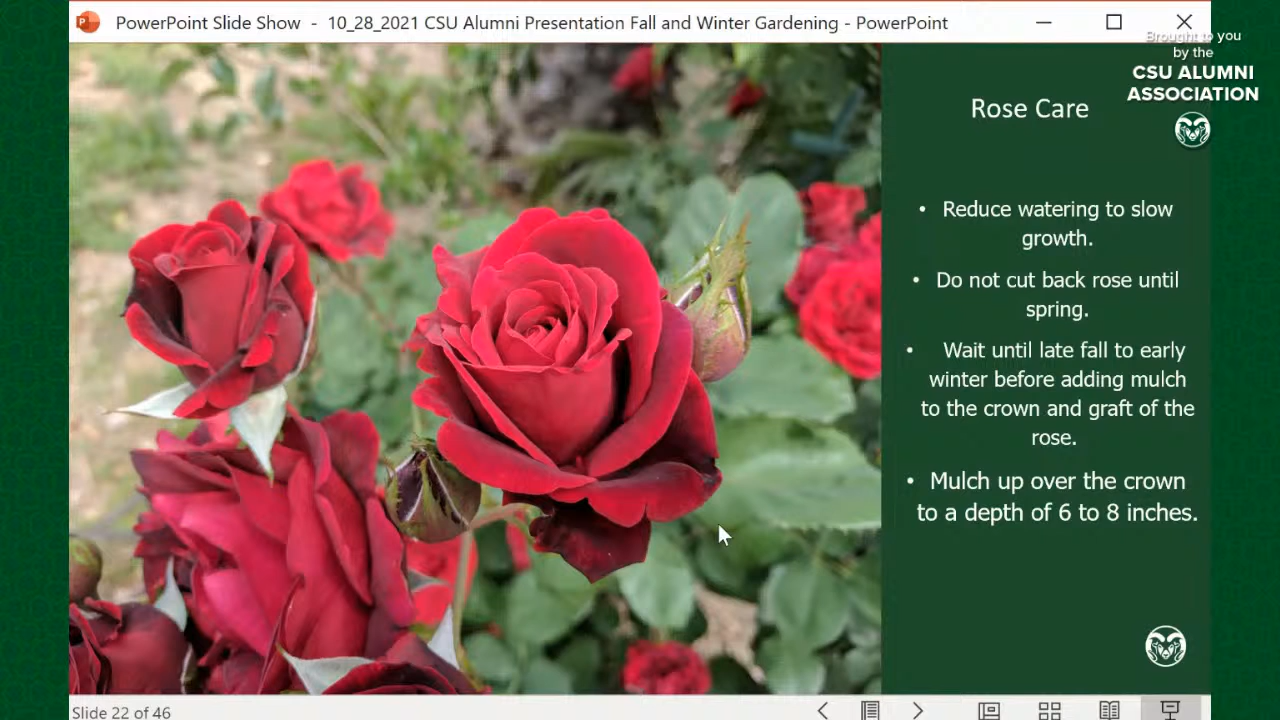 PowerPoint Slide Show - 10_28_2021 CSU Alumni Presentation Fall and Winter Gardening - PowerPoint
Brought to you
by the
CSU ALUMNI
ASSOCIATION
Rose Care
• Reduce watering to slow
growth.
• Do not cut back rose until
spring.
• Wait until late fall to early
winter before adding mulch
to the crown and graft of the
rose.
• Mulch up over the crown
to a depth of 6 to 8 inches.
Slide 22 of 46